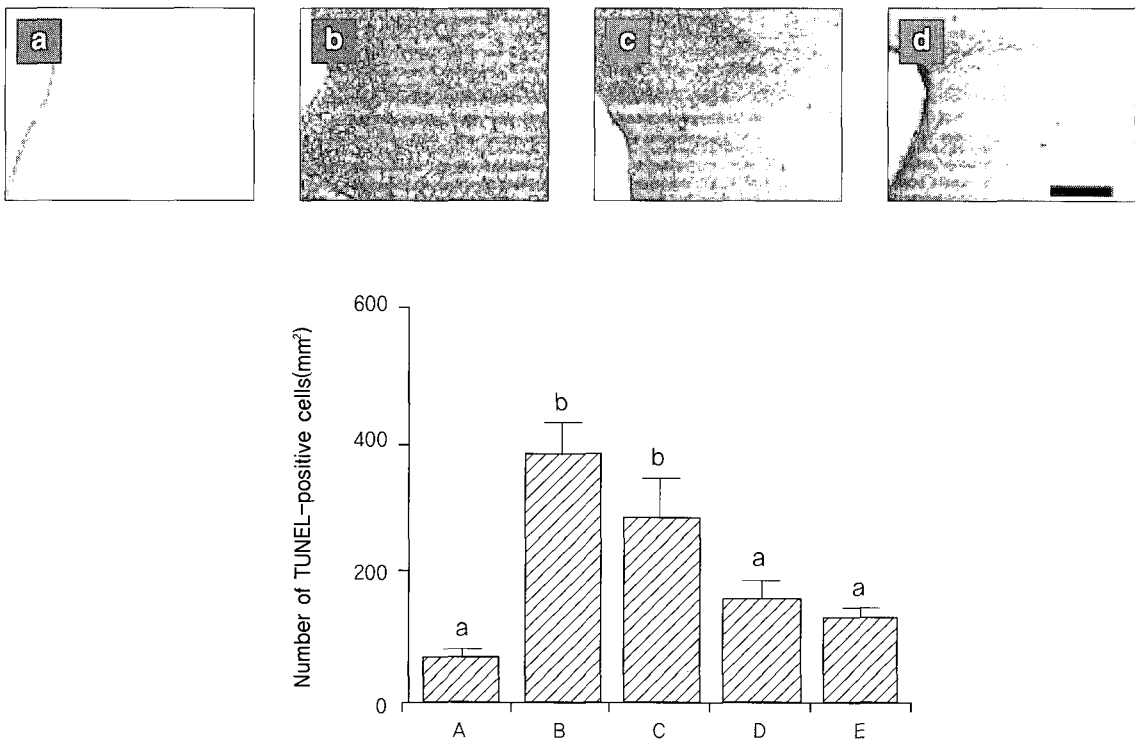 a b c d
Number of TUNEL-positive cells(mm²)
600
400
200
0
a b b a a
A B C D E